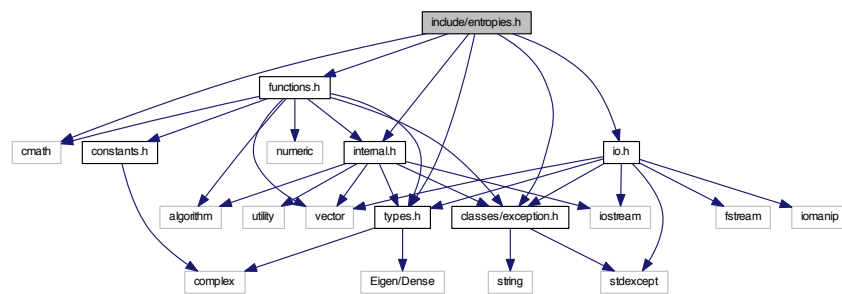 include/entropies.h
functions.h
cmath
constants.h
numeric
internal.h
io.h
algorithm
utility
vector
types.h
classes/exception.h
iostream
fstream
iomanip
complex
Eigen/Dense
string
stdexcept